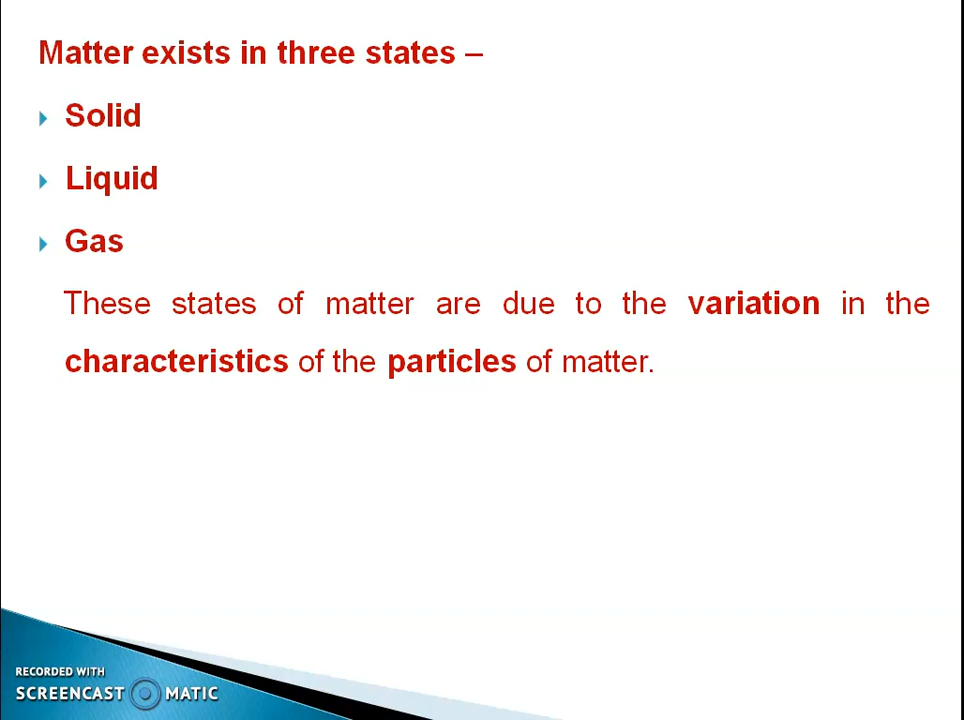 Matter exists in three states –
Solid
Liquid
Gas
These states of matter are due to the variation in the
characteristics of the particles of matter.
RECORDED WITH
SCREENCAST MATIC